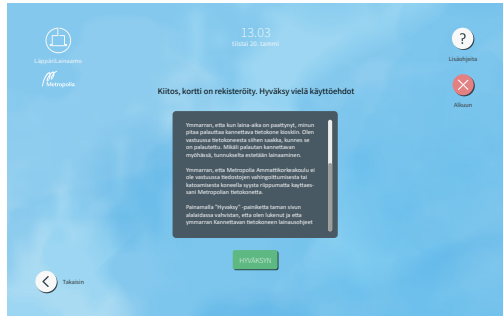 13.03
tiistai 20. tammi
LäppäriLainaamo
Metropolia
?
Lisäohjeita
Alkuun
Kiitos, kortti on rekisteröity. Hyväksy vielä käyttöehdot
Ymmarran, etta kun laina-aika on paattynyt, minun
pitaa palauttaa kannettava tietokone kioskiin. Olen
vastuussa tietokoneesta siihen saakka, kunnes se
on palautettu. Mikäli palautan kannettavan
myöhässä, tunnukselta estetään lainaaminen.
Ymmarran, etta Metropolia Ammattikorkeakoulu ei
ole vastuussa tiedostojen vahingoittumisesta tai
katoamisesta koneella syysta riippumatta kayttaes-
sani Metropolian tietokonetta.
Painamalla "Hyvaksy" -painiketta taman sivun
alalaidassa vahvistan, etta olen lukenut ja etta
ymmarran Kannettavan tietokoneen lainausohjeet
HYVÄKSYN
Takaisin